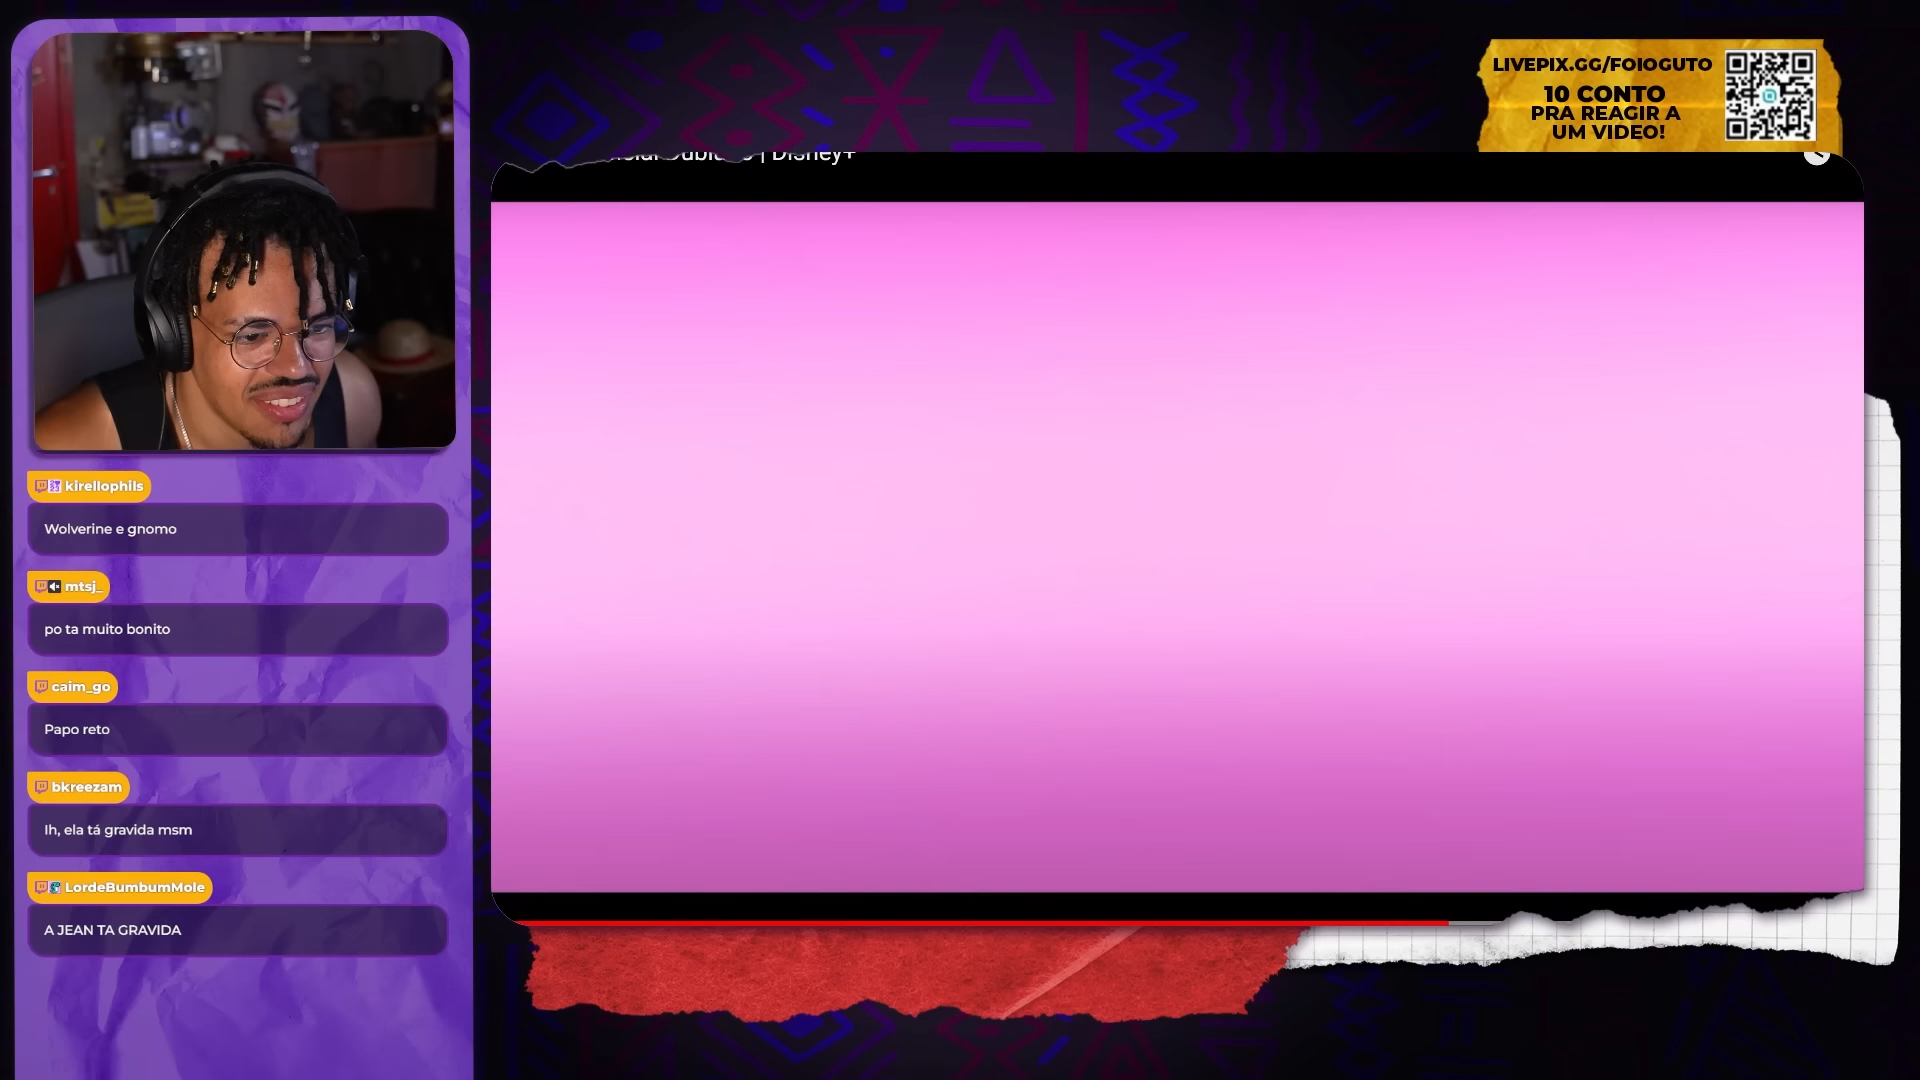 LIVEPIX.GG/FOIOGUTO
10 CONTO
PRA REAGIR A
UM VIDEO!
| Disney+
kirellophils
Wolverine e gnomo
mtsj_
po ta muito bonito
caim_go
Papo reto
bkreezam
Ih, ela tá gravida msm
LordeBumbumMole
A JEAN TA GRAVIDA